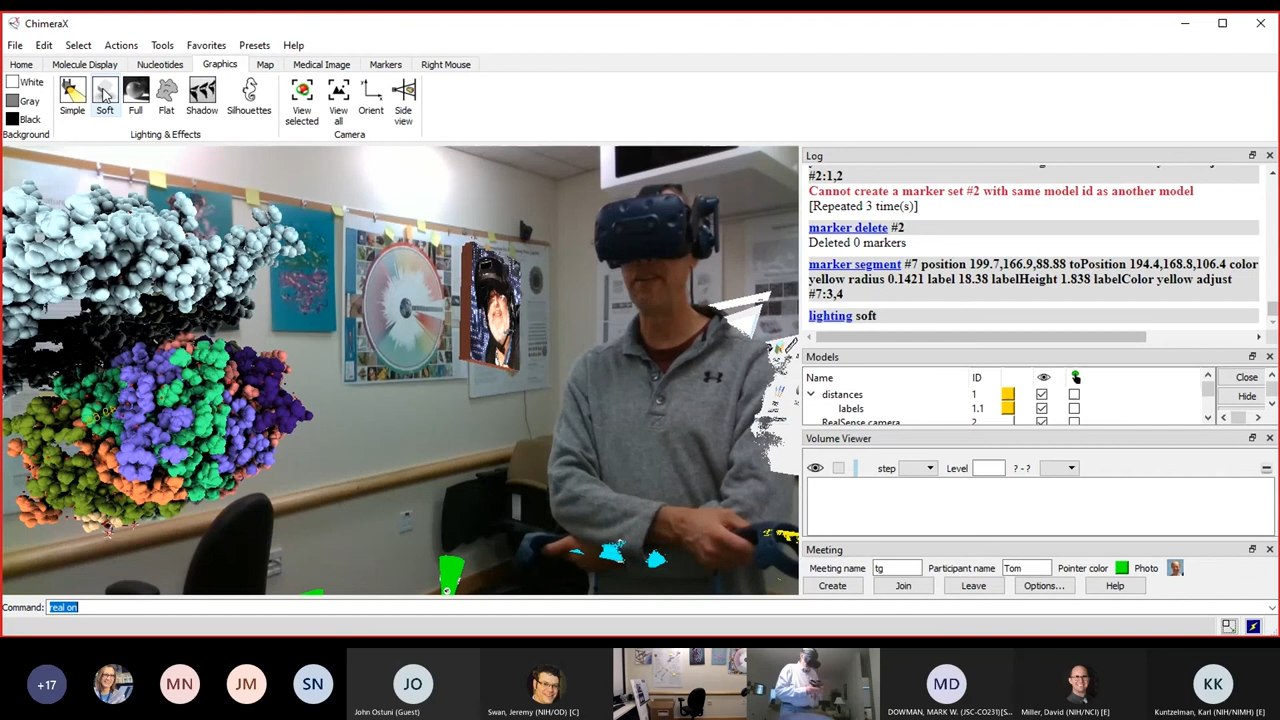 ChimeraX
File Edit Select Actions Tools Favorites Presets Help
Home Molecule Display Nucleotides Graphics Map Medical Image Markers Right Mouse
White
Gray
Black
Background
Simple Soft Full Flat Shadow Silhouettes
Lighting & Effects
View selected
View all
Orient
Side view
Camera
Log
#2:1,2
Cannot create a marker set #2 with same model id as another model
[Repeated 3 time(s)]
marker delete #2
Deleted 0 markers
marker segment #7 position 199.7,166.9,88.88 toPosition 194.4,168.8,106.4 color
yellow radius 0.1421 label 18.38 labelHeight 1.838 labelColor yellow adjust
#7:3,4
lighting soft
Models
Name ID
distances 1
labels 1.1
RealSense camera 2
Close
Hide
Volume Viewer
step Level ? - ?
Meeting
Meeting name tg Participant name Tom Pointer color Photo
Create Join Leave Options... Help
Command: real on
+17 MN JM SN JO MD KK
John Ostuni (Guest)
Swan, Jeremy (NIH/OD) [C]
DOWMAN, MARK W. (JSC-CO231)[S...
Miller, David (NIH/NCI) [E]
Kuntzelman, Karl (NIH/NIMH) [E]